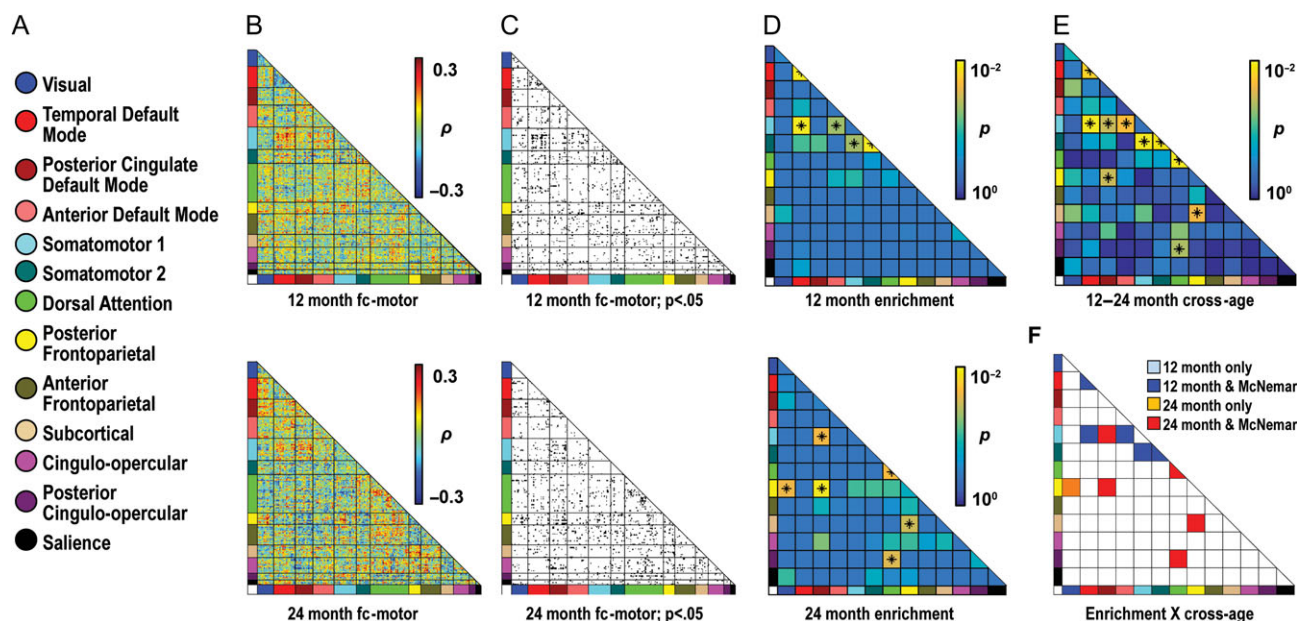 A
Visual
Temporal Default
Mode
Posterior Cingulate
Default Mode
Anterior Default Mode
Somatomotor 1
Somatomotor 2
Dorsal Attention
Posterior
Frontoparietal
Anterior
Frontoparietal
Subcortical
Cingulo-opercular
Posterior
Cingulo-opercular
Salience
B
0.3
ρ
−0.3
12 month fc-motor
0.3
ρ
−0.3
24 month fc-motor
C
12 month fc-motor; p<.05
24 month fc-motor; p<.05
D
10⁻²
p
10⁰
12 month enrichment
10⁻²
p
10⁰
24 month enrichment
E
10⁻²
p
10⁰
12–24 month cross-age
F
12 month only
12 month & McNemar
24 month only
24 month & McNemar
Enrichment X cross-age